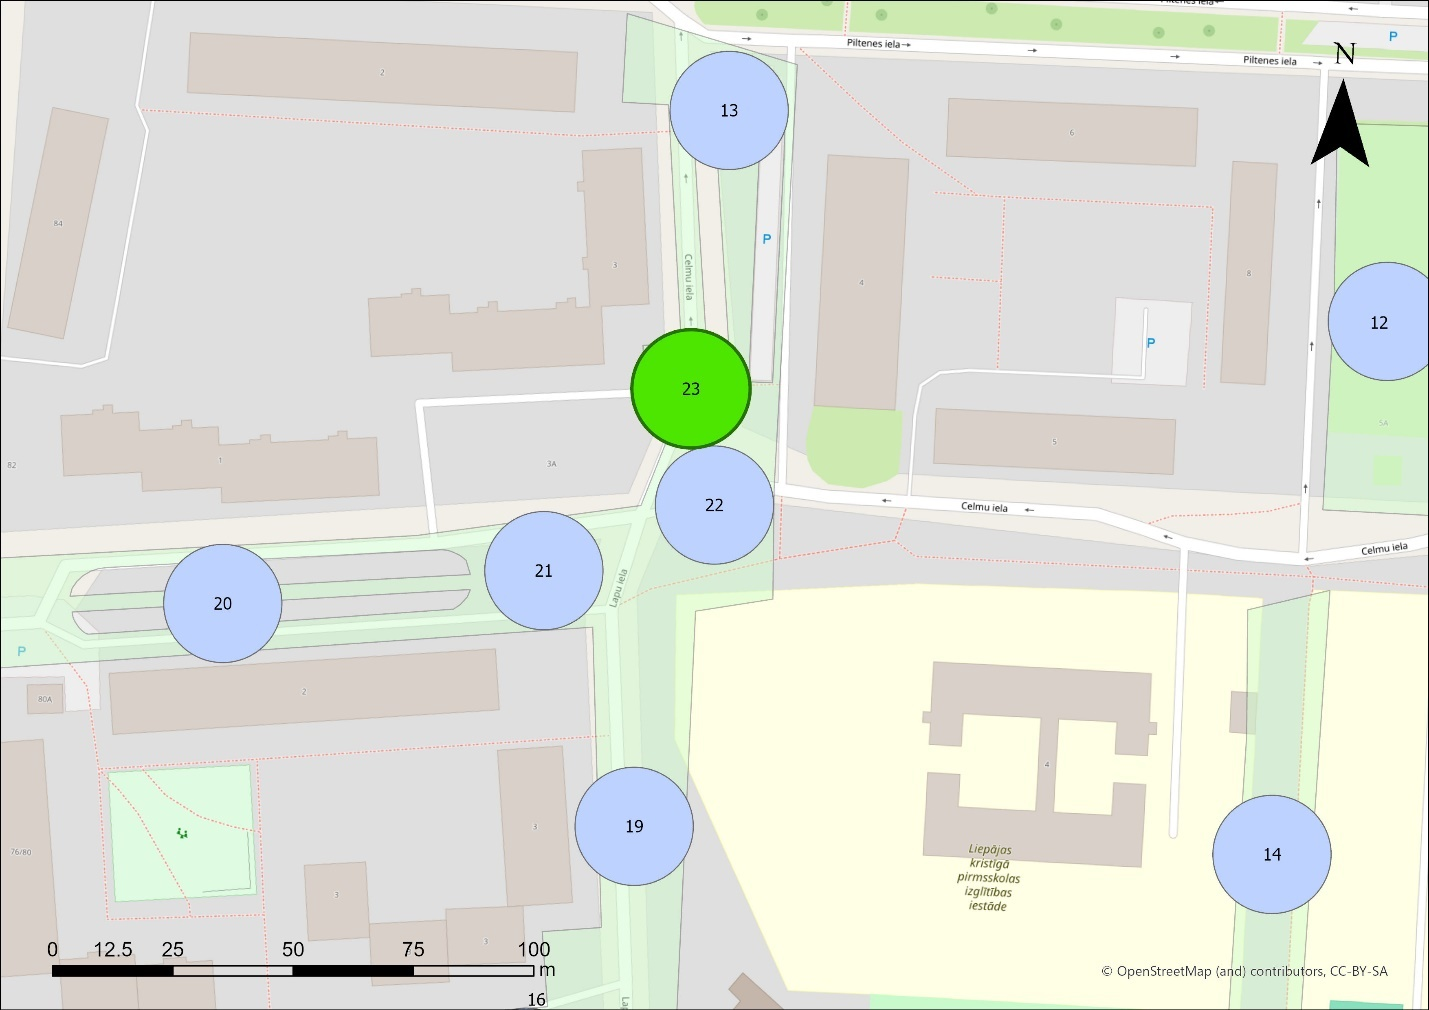 Piltenes iela←
←
→
Piltenes iela→
→
→
Piltenes iela
→
P
N
2
13
6
84
8
3
4
P
Celmu iela
12
P
23
5A
5
82
1
3A
22
Celmu iela
Celmu iela
21
20
Lapu iela
P
2
80A
4
19
3
14
76/80
Liepājas
kristīgā
pirmsskolas
izglītības
iestāde
3
3
0 12.5 25 50 75 100
m
16
© OpenStreetMap (and) contributors, CC-BY-SA